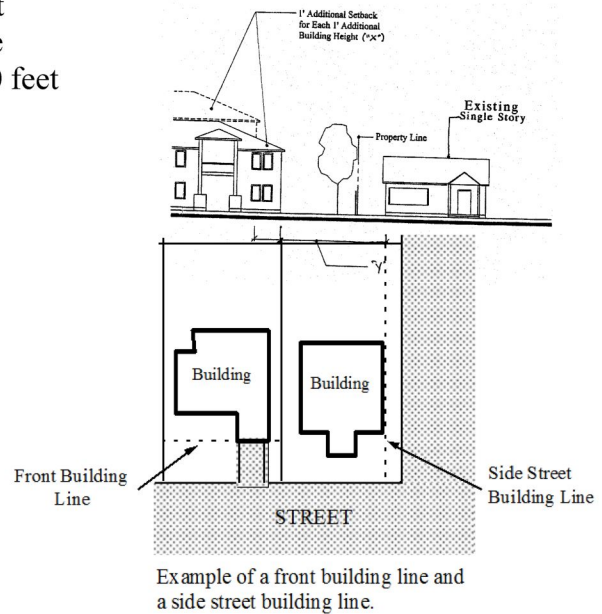 feet
1' Additional Setback
for Each 1' Additional
Building Height ("X")
Existing
Single Story
Property Line
"Y"
Building
Building
Front Building
Line
Side Street
Building Line
STREET
Example of a front building line and
a side street building line.